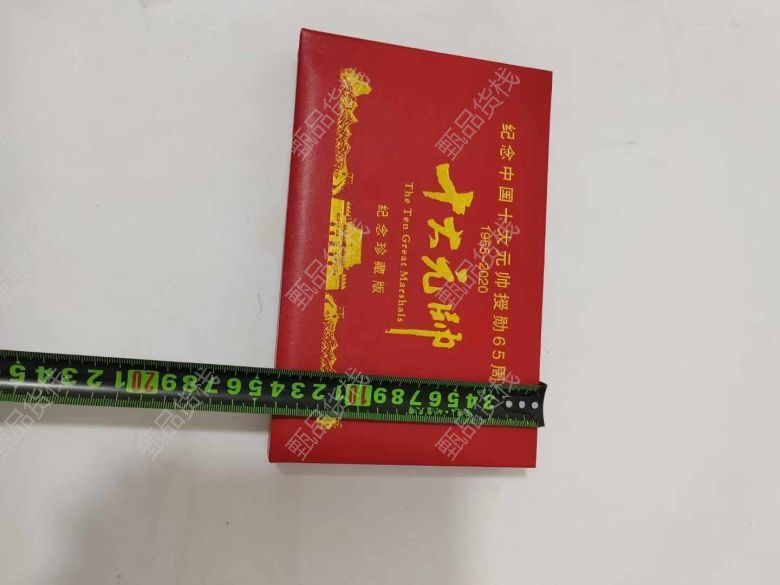 纪念中国十大元帅授勋65周
1955-2020
十大元帥
The Ten Great Marshals
纪念珍藏版
甄品货栈